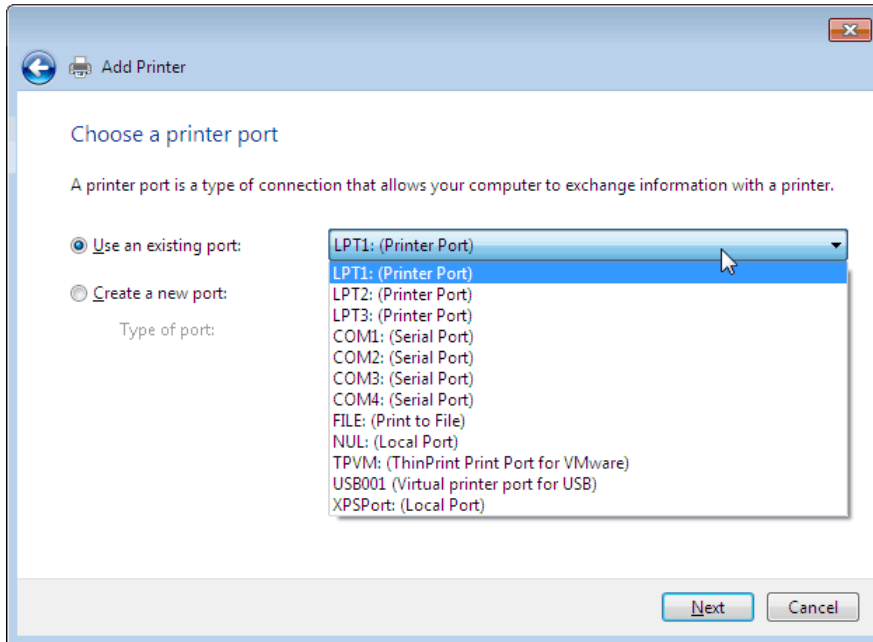 Add Printer
Choose a printer port
A printer port is a type of connection that allows your computer to exchange information with a printer.
Use an existing port: LPT1: (Printer Port)
LPT1: (Printer Port)
Create a new port:
LPT2: (Printer Port)
LPT3: (Printer Port)
Type of port:
COM1: (Serial Port)
COM2: (Serial Port)
COM3: (Serial Port)
COM4: (Serial Port)
FILE: (Print to File)
NUL: (Local Port)
TPVM: (ThinPrint Print Port for VMware)
USB001 (Virtual printer port for USB)
XPSPort: (Local Port)
Next Cancel